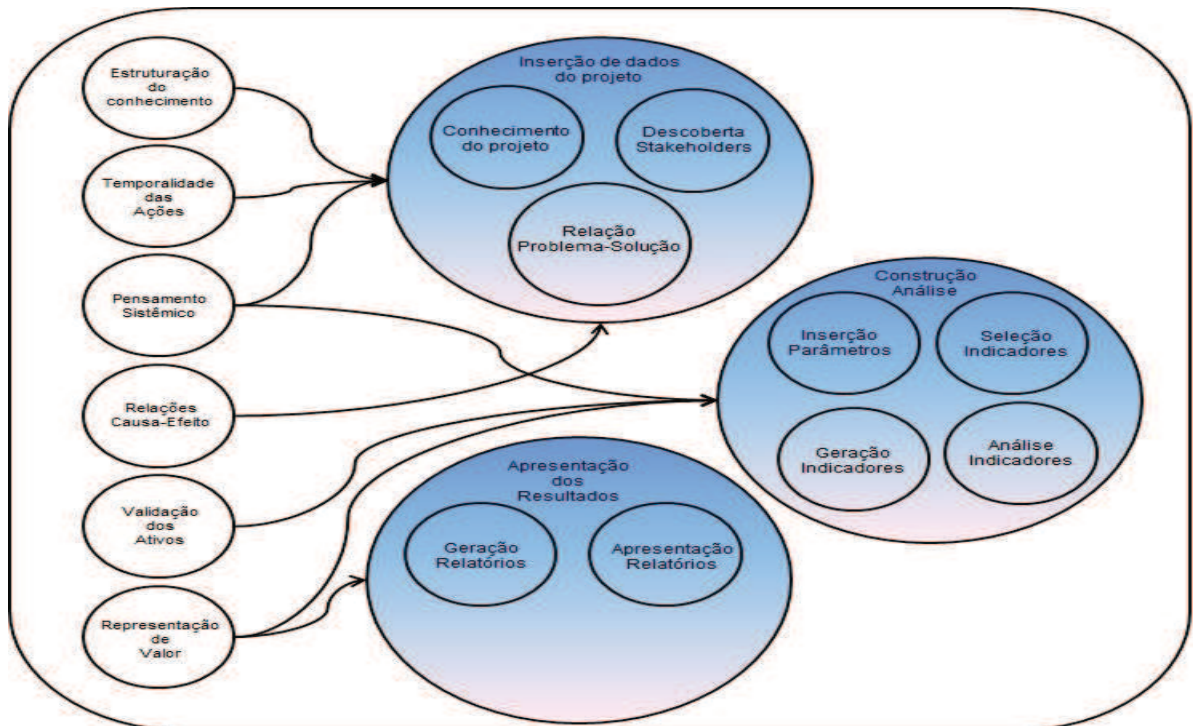 Estruturação
do
conhecimento
Temporalidade
das
Ações
Pensamento
Sistêmico
Relações
Causa-Efeito
Validação
dos
Ativos
Representação
de
Valor
Inserção de dados
do projeto
Conhecimento
do projeto
Descoberta
Stakeholders
Relação
Problema-Solução
Construção
Análise
Inserção
Parâmetros
Seleção
Indicadores
Geração
Indicadores
Análise
Indicadores
Apresentação
dos
Resultados
Geração
Relatórios
Apresentação
Relatórios